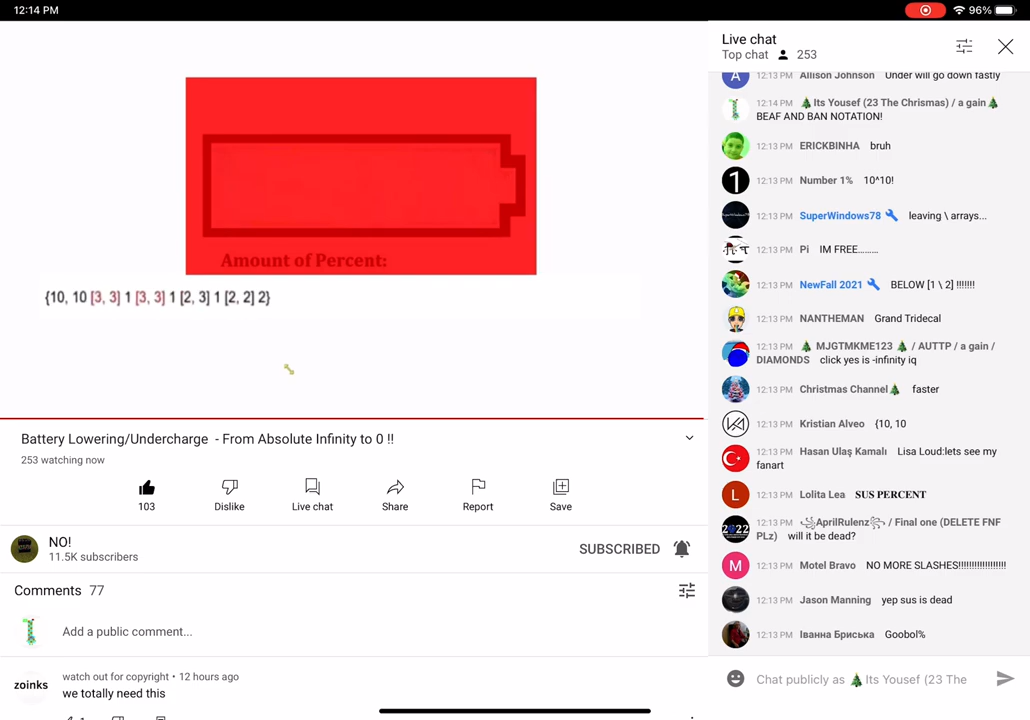 12:14 PM
96%
Amount of Percent:
{10, 10 [3, 3] 1 [3, 3] 1 [2, 3] 1 [2, 2] 2}
Battery Lowering/Undercharge - From Absolute Infinity to 0 !!
253 watching now
103
Dislike
Live chat
Share
Report
Save
NO!
11.5K subscribers
SUBSCRIBED
Comments 77
Add a public comment...
zoinks
watch out for copyright • 12 hours ago
we totally need this
1
Live chat
Top chat 253
A
12:13 PM Allison Johnson Under will go down fastly
12:14 PM 🎄Its Yousef (23 The Chrismas) / a gain🎄
BEAF AND BAN NOTATION!
12:13 PM ERICKBINHA bruh
1
12:13 PM Number 1% 10^10!
12:13 PM SuperWindows78 leaving \ arrays...
12:13 PM Pi IM FREE.........
12:13 PM NewFall 2021 BELOW [1 \ 2] !!!!!!!
12:13 PM NANTHEMAN Grand Tridecal
12:13 PM 🎄 MJGTMKME123 🎄 / AUTTP / a gain /
DIAMONDS click yes is -infinity iq
12:13 PM Christmas Channel🎄 faster
12:13 PM Kristian Alveo {10, 10
12:13 PM Hasan Ulaş Kamalı Lisa Loud:lets see my
fanart
L
12:13 PM Lolita Lea 𝐒𝐔𝐒 𝐏𝐄𝐑𝐂𝐄𝐍𝐓
2022
12:13 PM ꧁AprilRulenz꧂ / Final one (DELETE FNF
PLz) will it be dead?
M
12:13 PM Motel Bravo NO MORE SLASHES!!!!!!!!!!!!!!!!!!
12:13 PM Jason Manning yep sus is dead
12:13 PM Іванна Бриська Goobol%
Chat publicly as 🎄Its Yousef (23 The